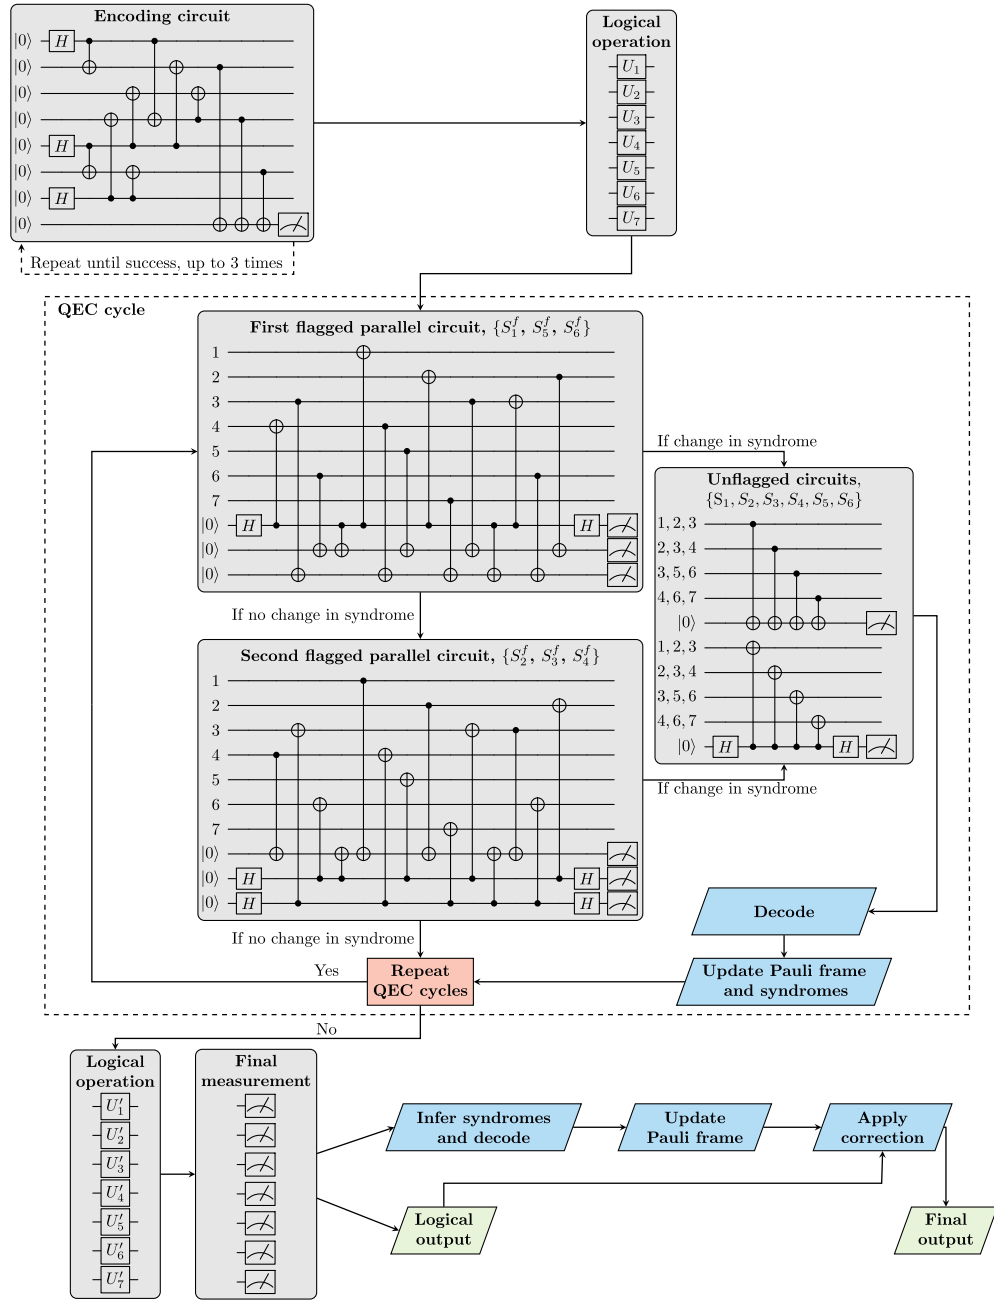 Encoding circuit
|0⟩ H
|0⟩
|0⟩
|0⟩
|0⟩ H
|0⟩
|0⟩ H
|0⟩
Repeat until success, up to 3 times
Logical
operation
U₁
U₂
U₃
U₄
U₅
U₆
U₇
QEC cycle
First flagged parallel circuit, {S₁ᶠ, S₅ᶠ, S₆ᶠ}
1
2
3
4
5
6
7
|0⟩ H H
|0⟩
|0⟩
If change in syndrome
Unflagged circuits,
{S₁, S₂, S₃, S₄, S₅, S₆}
1, 2, 3
2, 3, 4
3, 5, 6
4, 6, 7
|0⟩
1, 2, 3
2, 3, 4
3, 5, 6
4, 6, 7
|0⟩ H H
If no change in syndrome
Second flagged parallel circuit, {S₂ᶠ, S₃ᶠ, S₄ᶠ}
1
2
3
4
5
6
7
|0⟩
|0⟩ H H
|0⟩ H H
If change in syndrome
If no change in syndrome
Decode
Update Pauli frame
and syndromes
Repeat
QEC cycles
Yes
No
Logical
operation
U′₁
U′₂
U′₃
U′₄
U′₅
U′₆
U′₇
Final
measurement
Infer syndromes
and decode
Update
Pauli frame
Apply
correction
Logical
output
Final
output